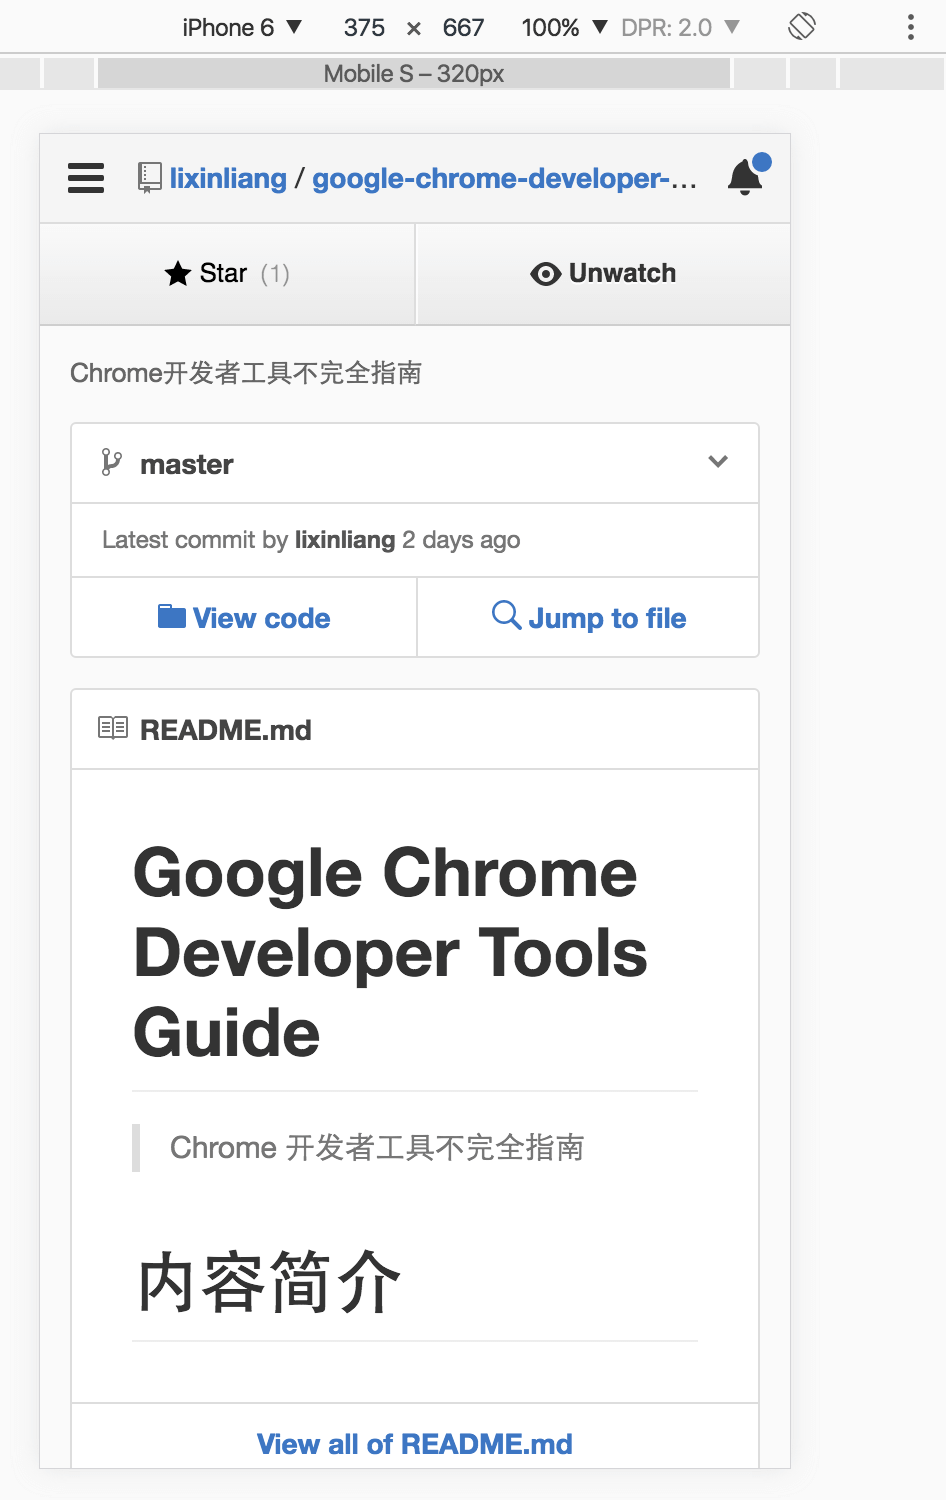 iPhone 6 ▼ 375 × 667 100% ▼ DPR: 2.0 ▼
Mobile S – 320px
lixinliang / google-chrome-developer-...
Star (1)
Unwatch
Chrome开发者工具不完全指南
master
Latest commit by lixinliang 2 days ago
View code
Jump to file
README.md
Google Chrome
Developer Tools
Guide
Chrome 开发者工具不完全指南
内容简介
View all of README.md